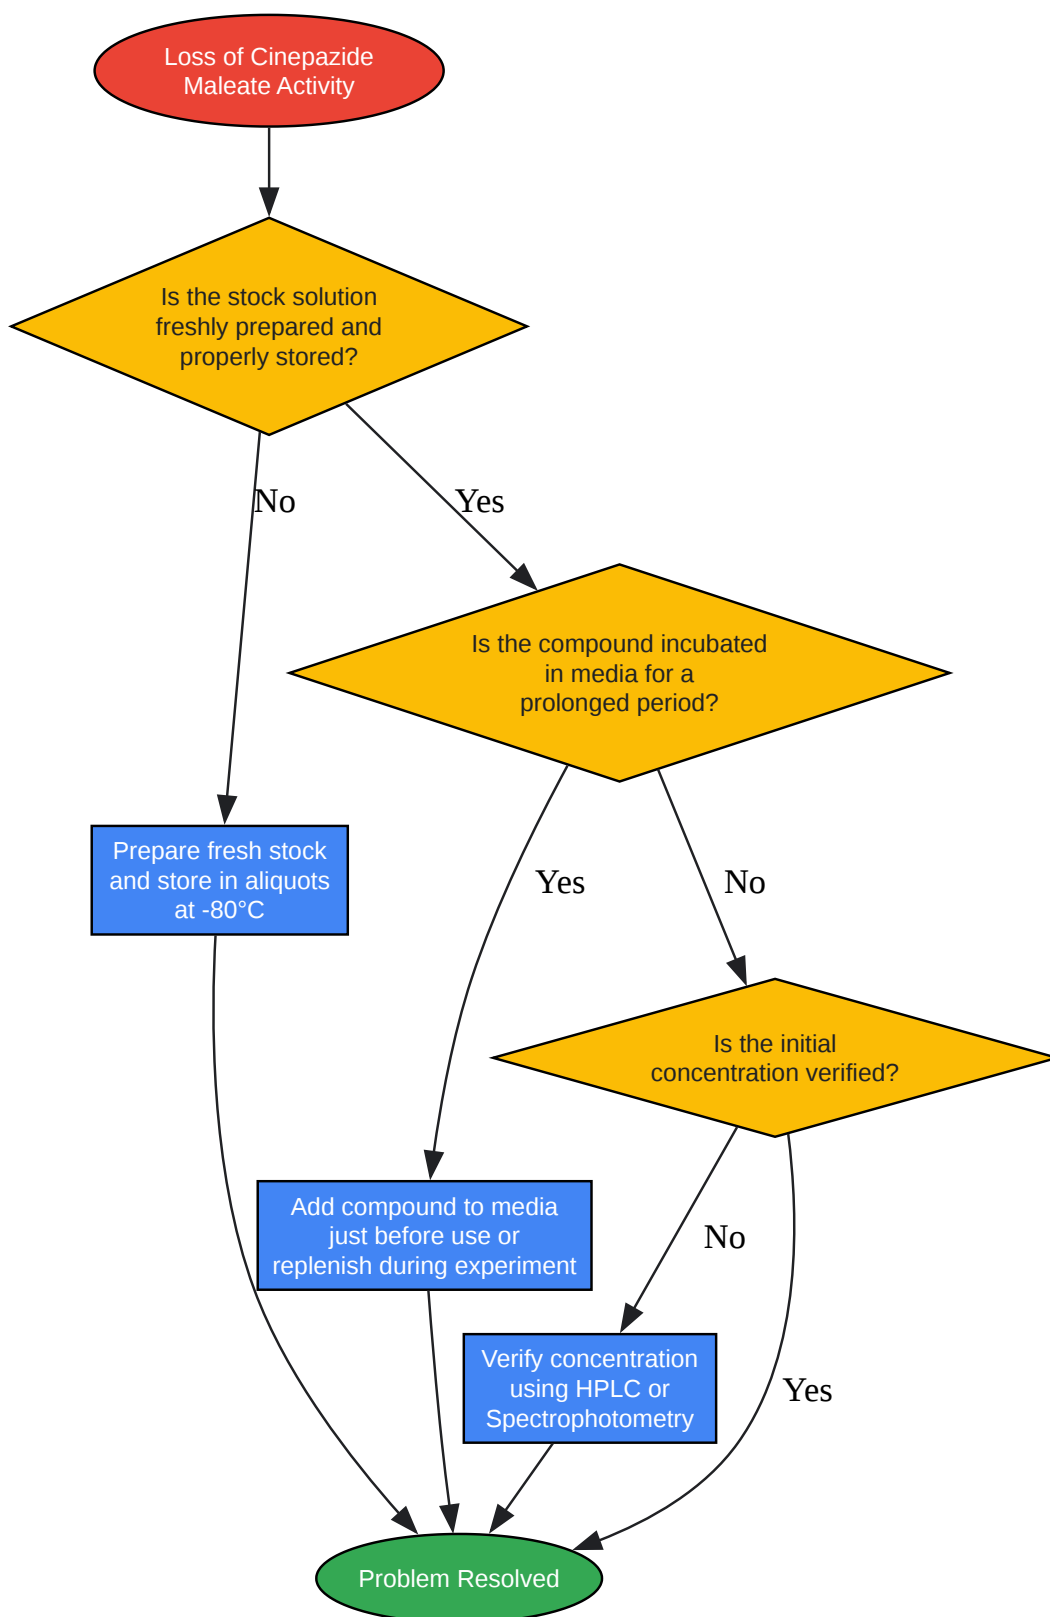 Loss of Cinepazide
Maleate Activity
Is the stock solution
freshly prepared and
properly stored?
No
Yes
Is the compound incubated
in media for a
prolonged period?
Prepare fresh stock
and store in aliquots
at -80°C
Yes
No
Is the initial
concentration verified?
Add compound to media
just before use or
replenish during experiment
No
Verify concentration
using HPLC or
Spectrophotometry
Yes
Problem Resolved